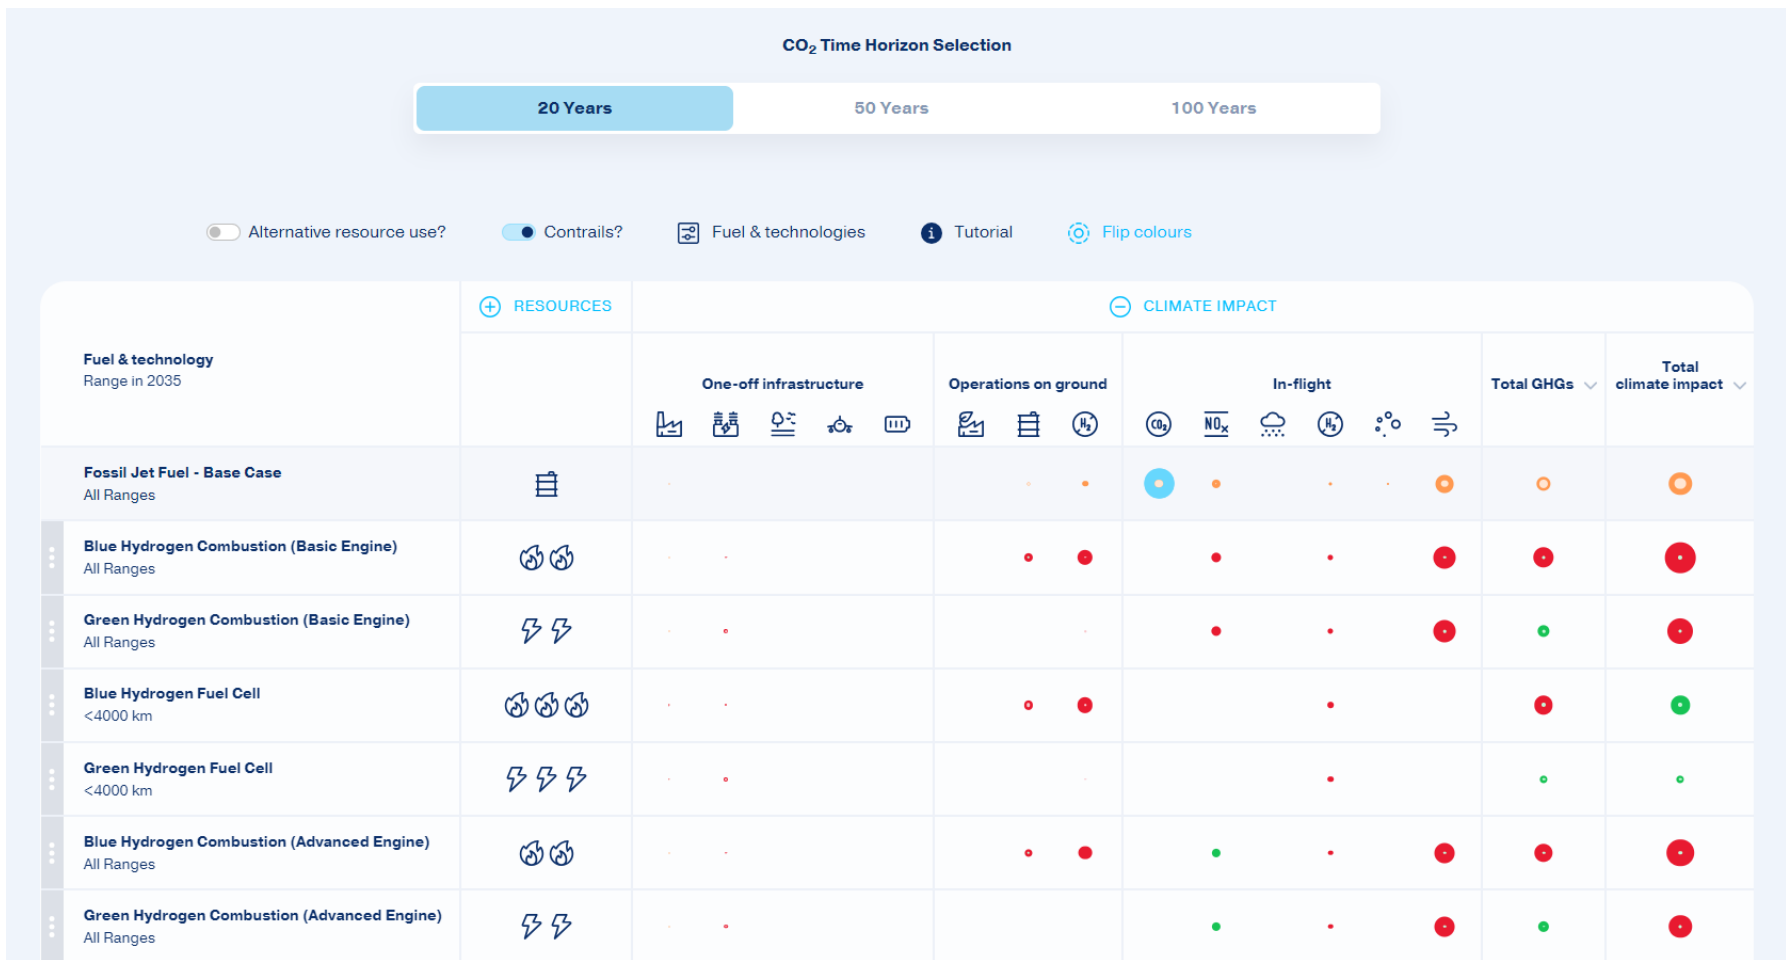 CO₂ Time Horizon Selection
20 Years
50 Years
100 Years
Alternative resource use?
Contrails?
Fuel & technologies
i Tutorial
Flip colours
RESOURCES
CLIMATE IMPACT
Fuel & technology
Range in 2035
One-off infrastructure
Operations on ground
In-flight
Total GHGs
Total
climate impact
H₂
CO₂
NOₓ
H₂
Fossil Jet Fuel - Base Case
All Ranges
Blue Hydrogen Combustion (Basic Engine)
All Ranges
Green Hydrogen Combustion (Basic Engine)
All Ranges
Blue Hydrogen Fuel Cell
<4000 km
Green Hydrogen Fuel Cell
<4000 km
Blue Hydrogen Combustion (Advanced Engine)
All Ranges
Green Hydrogen Combustion (Advanced Engine)
All Ranges